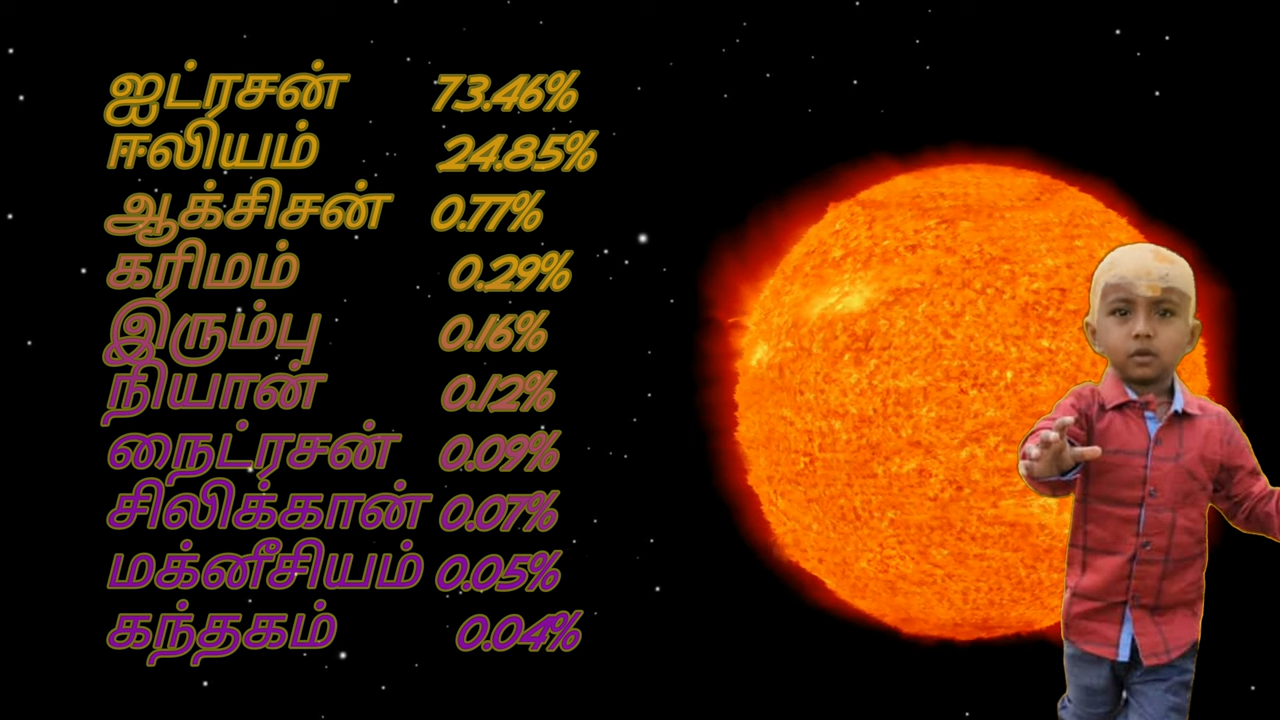 ஐட்ரசன் 73.46%
ஈலியம் 24.85%
ஆக்சிசன் 0.77%
கரிமம் 0.29%
இரும்பு 0.16%
நியான் 0.12%
நைட்ரசன் 0.09%
சிலிக்கான் 0.07%
மக்னீசியம் 0.05%
கந்தகம் 0.04%